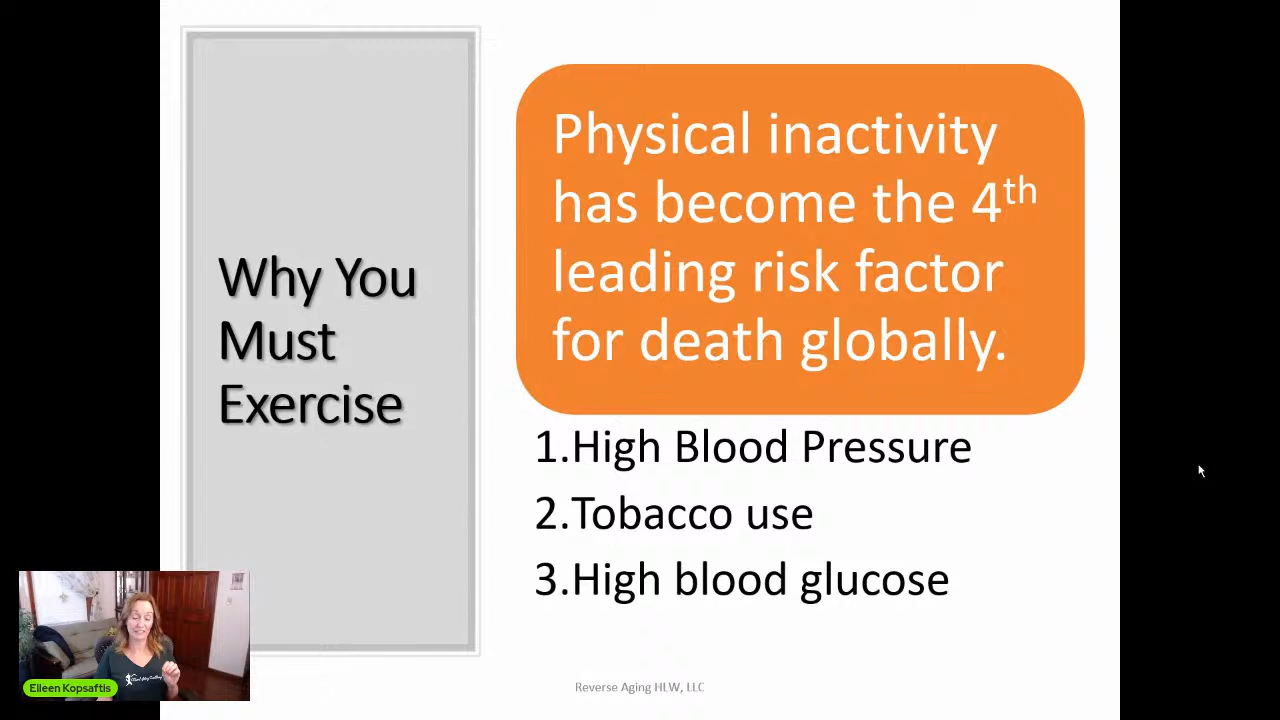 Why You
Must
Exercise
Physical inactivity
has become the 4th
leading risk factor
for death globally.
1.High Blood Pressure
2.Tobacco use
3.High blood glucose
Eileen Kopsaftis
Reverse Aging HLW, LLC